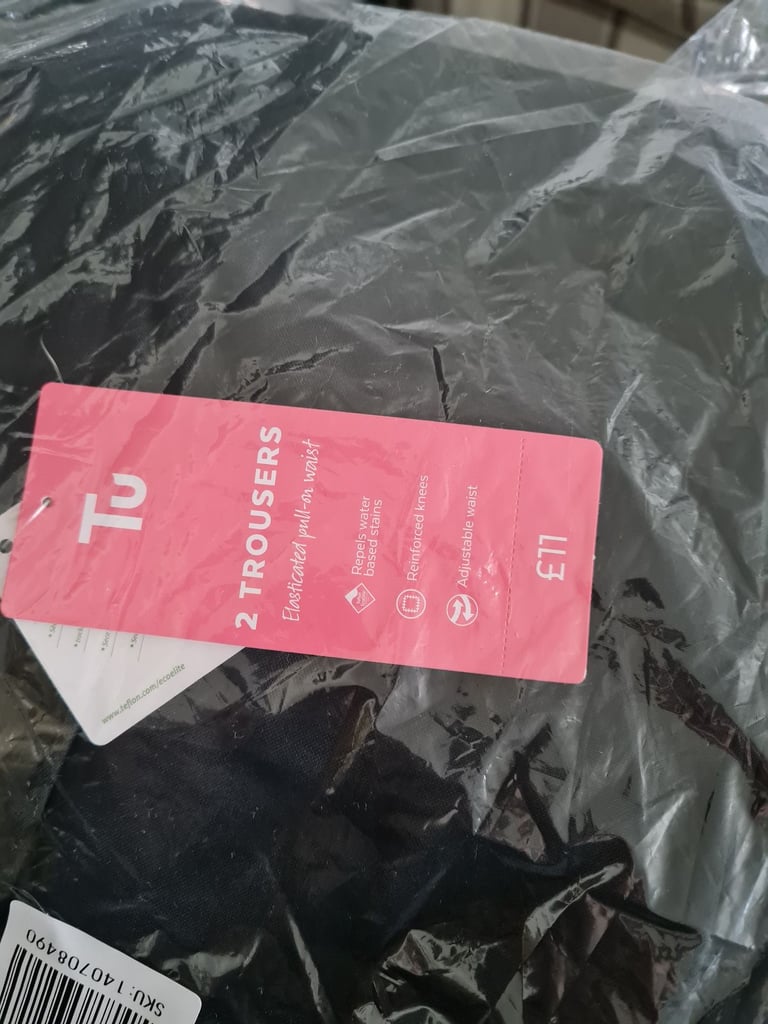 Tu
2 TROUSERS
Elasticated pull-on waist
Repels water
based stains
Reinforced knees
Adjustable waist
£11
www.teflon.com/ecoelite
SKU: 140708490